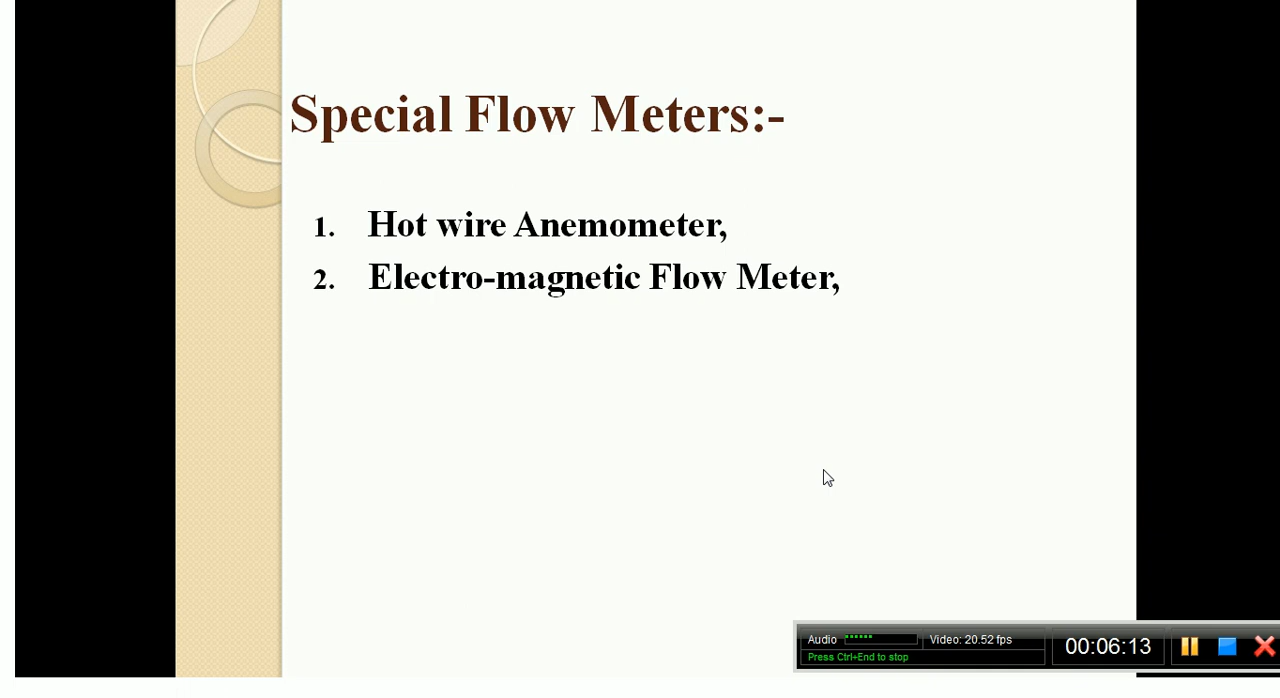 Special Flow Meters:-
1. Hot wire Anemometer,
2. Electro-magnetic Flow Meter,
Audio
Video: 20.52 fps
Press Ctrl+End to stop
00:06:13